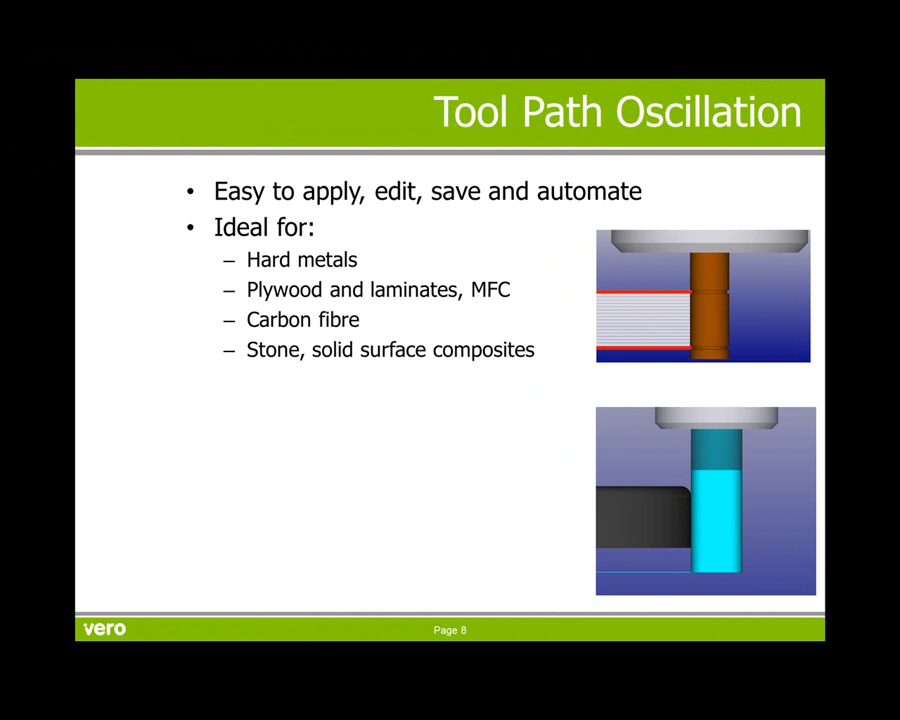 Tool Path Oscillation
• Easy to apply, edit, save and automate
• Ideal for:
– Hard metals
– Plywood and laminates, MFC
– Carbon fibre
– Stone, solid surface composites
vero
Page 8